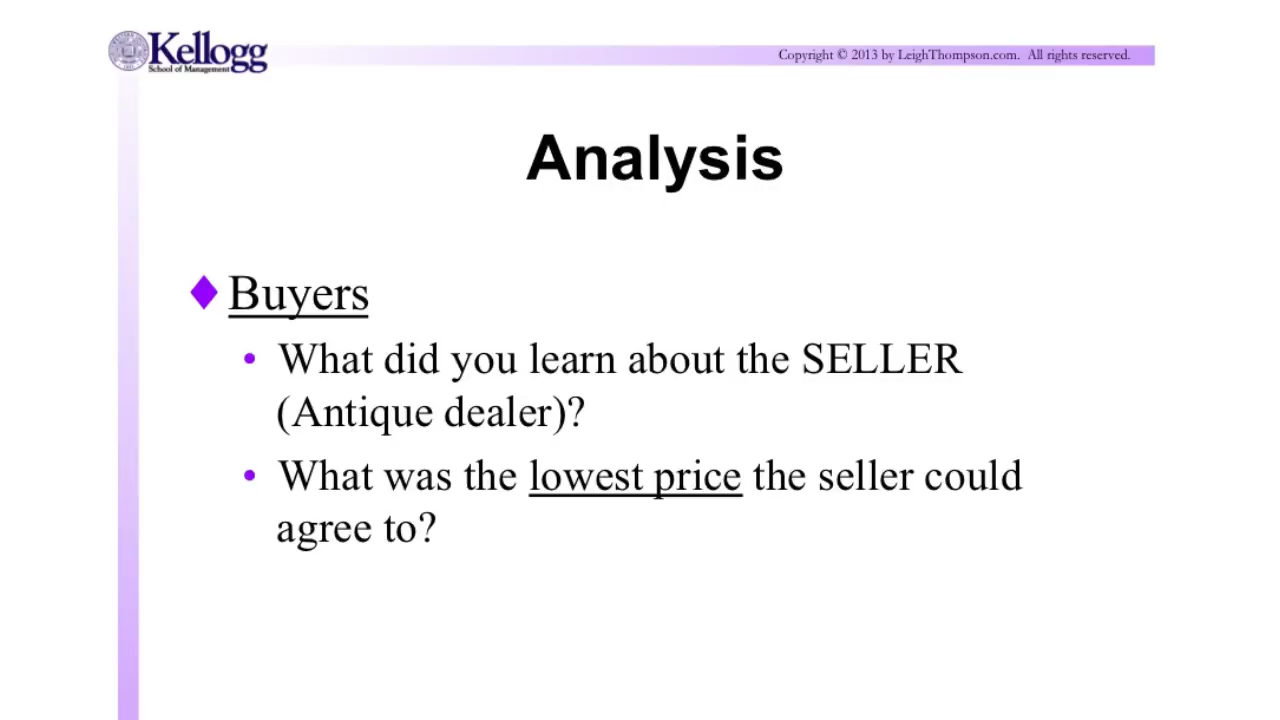 Kellogg
School of Management
Copyright © 2013 by LeighThompson.com. All rights reserved.
Analysis
Buyers
• What did you learn about the SELLER
(Antique dealer)?
• What was the lowest price the seller could
agree to?